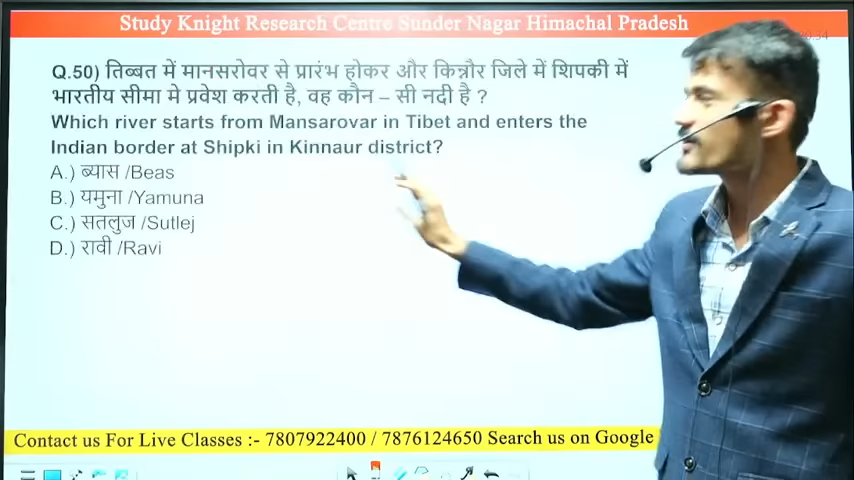 Study Knight Research Centre Sunder Nagar Himachal Pradesh
Q.50) तिब्बत में मानसरोवर से प्रारंभ होकर और किन्नौर जिले में शिपकी में
भारतीय सीमा मे प्रवेश करती है, वह कौन – सी नदी है ?
Which river starts from Mansarovar in Tibet and enters the
Indian border at Shipki in Kinnaur district?
A.) ब्यास /Beas
B.) यमुना /Yamuna
C.) सतलुज /Sutlej
D.) रावी /Ravi
Contact us For Live Classes :- 7807922400 / 7876124650 Search us on Google